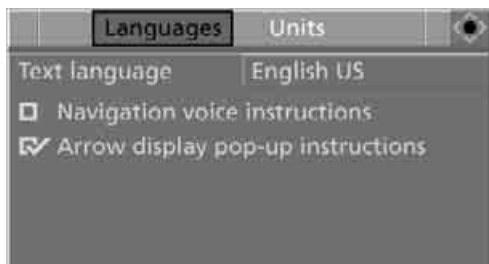 Languages Units
Text language English US
Navigation voice instructions
Arrow display pop-up instructions